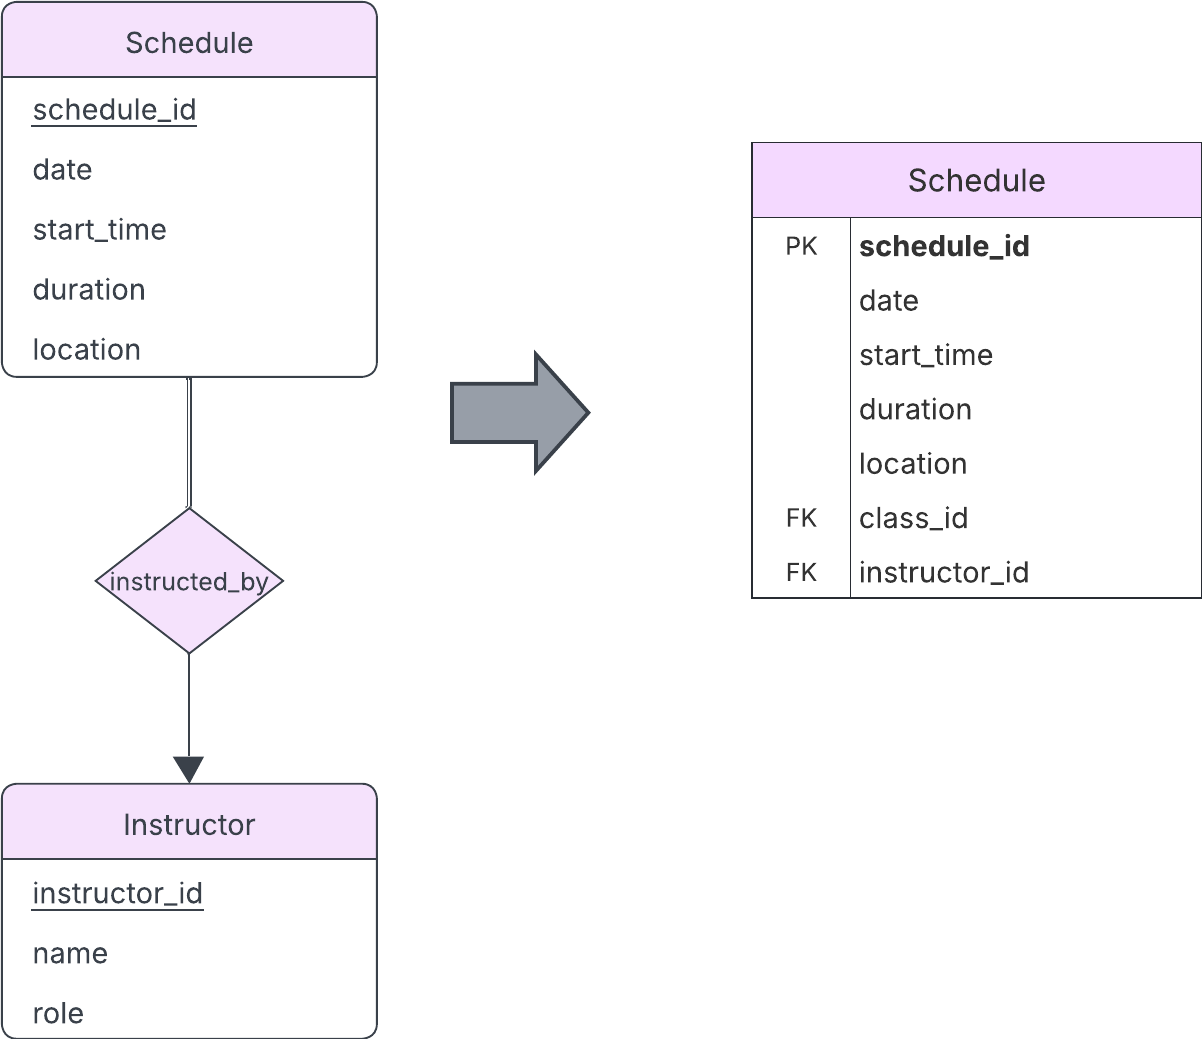 Schedule
schedule_id
date
start_time
duration
location
instructed_by
Instructor
instructor_id
name
role
Schedule
PK schedule_id
date
start_time
duration
location
FK class_id
FK instructor_id